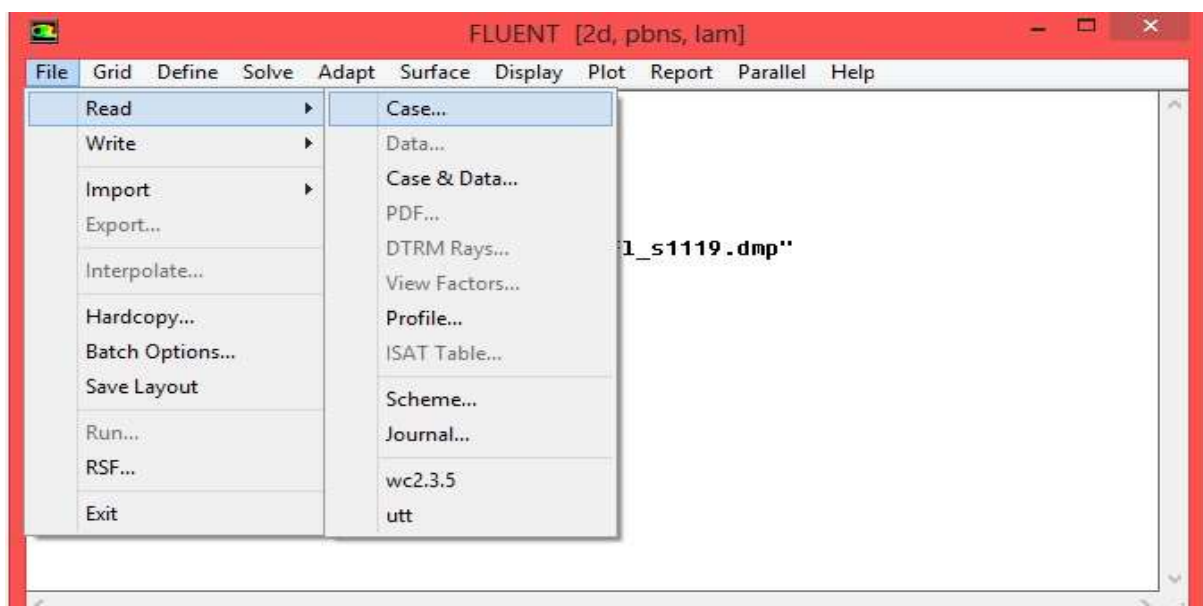 FLUENT [2d, pbns, lam]
File Grid Define Solve Adapt Surface Display Plot Report Parallel Help
Read
Write
Import
Export...
Interpolate...
Hardcopy...
Batch Options...
Save Layout
Run...
RSF...
Exit
Case...
Data...
Case & Data...
PDF...
DTRM Rays...
View Factors...
Profile...
ISAT Table...
Scheme...
Journal...
wc2.3.5
utt
l_s1119.dmp"